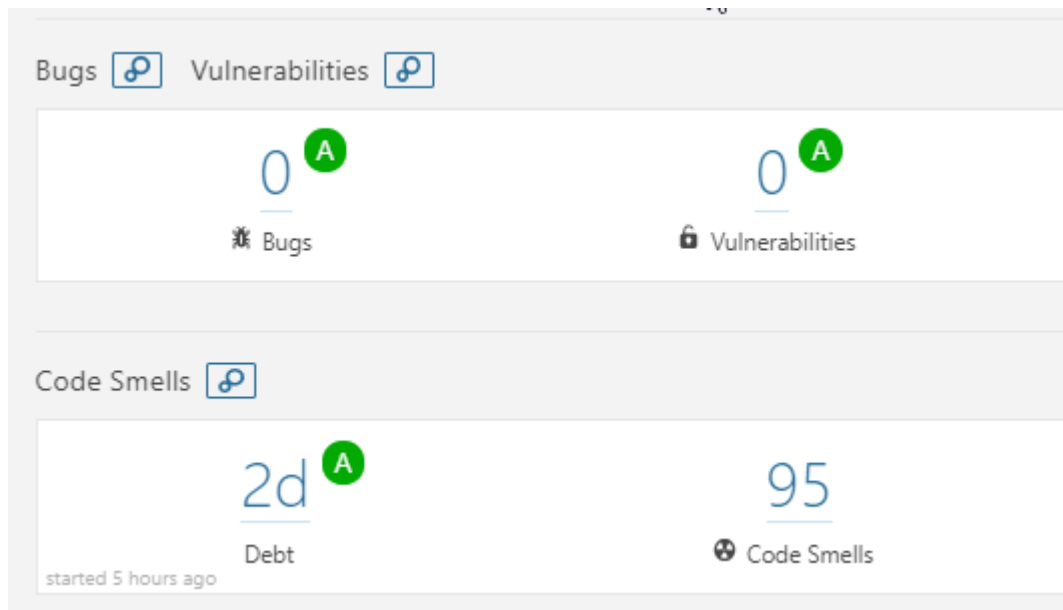 Bugs Vulnerabilities
0 A 0 A
Bugs Vulnerabilities
Code Smells
2d A 95
Debt Code Smells
started 5 hours ago